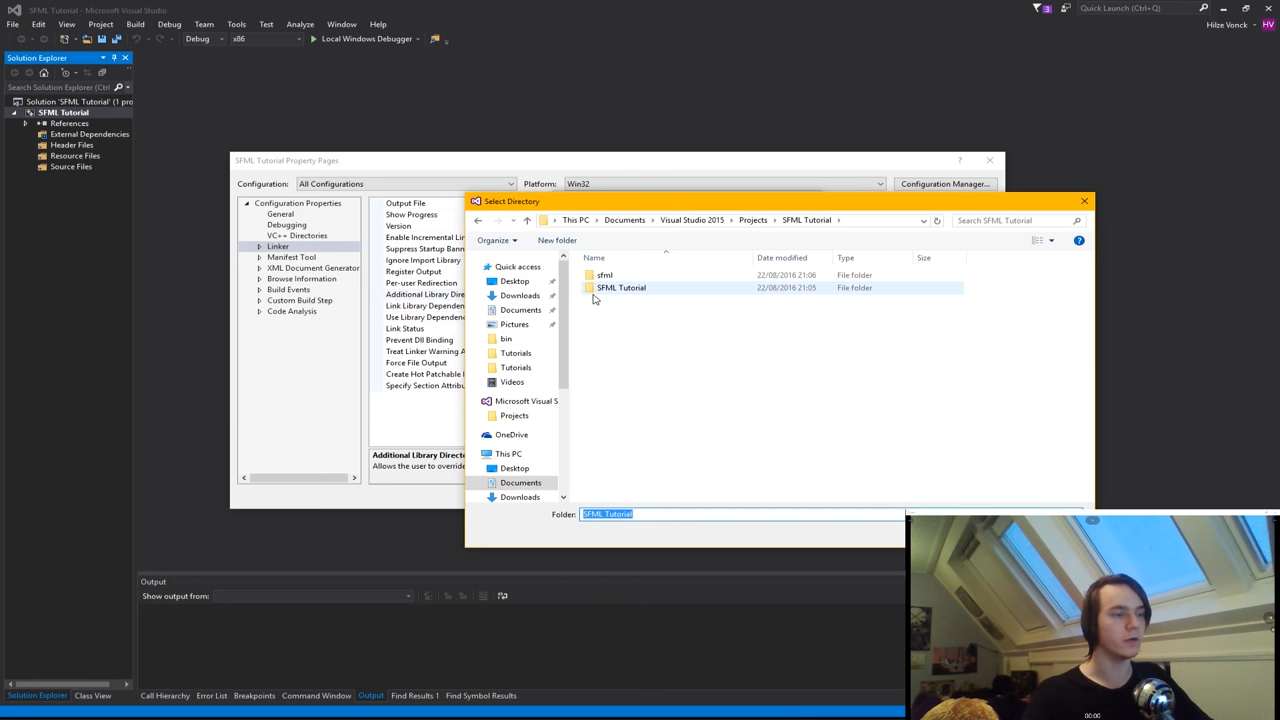 SFML Tutorial - Microsoft Visual Studio
3
Quick Launch (Ctrl+Q)
File Edit View Project Build Debug Team Tools Test Analyze Window Help
Hilze Vonck HV
Debug x86 Local Windows Debugger
Solution Explorer
Search Solution Explorer (Ctrl
Solution 'SFML Tutorial' (1 pro
SFML Tutorial
References
External Dependencies
Header Files
Resource Files
Source Files
SFML Tutorial Property Pages
Configuration: All Configurations Platform: Win32 Configuration Manager...
Configuration Properties
General
Debugging
VC++ Directories
Linker
Manifest Tool
XML Document Generator
Browse Information
Build Events
Custom Build Step
Code Analysis
Output File
Show Progress
Version
Enable Incremental Lin
Suppress Startup Bann
Ignore Import Library
Register Output
Per-user Redirection
Additional Library Dire
Link Library Dependen
Use Library Dependenc
Link Status
Prevent Dll Binding
Treat Linker Warning A
Force File Output
Create Hot Patchable I
Specify Section Attribu
Additional Library Directo
Allows the user to override
Select Directory
This PC Documents Visual Studio 2015 Projects SFML Tutorial
Search SFML Tutorial
Organize New folder
Name Date modified Type Size
sfml 22/08/2016 21:06 File folder
SFML Tutorial 22/08/2016 21:05 File folder
Quick access
Desktop
Downloads
Documents
Pictures
bin
Tutorials
Tutorials
Videos
Microsoft Visual S
Projects
OneDrive
This PC
Desktop
Documents
Downloads
Folder: SFML Tutorial
Output
Show output from:
Solution Explorer Class View
Call Hierarchy Error List Breakpoints Command Window Output Find Results 1 Find Symbol Results
00:00